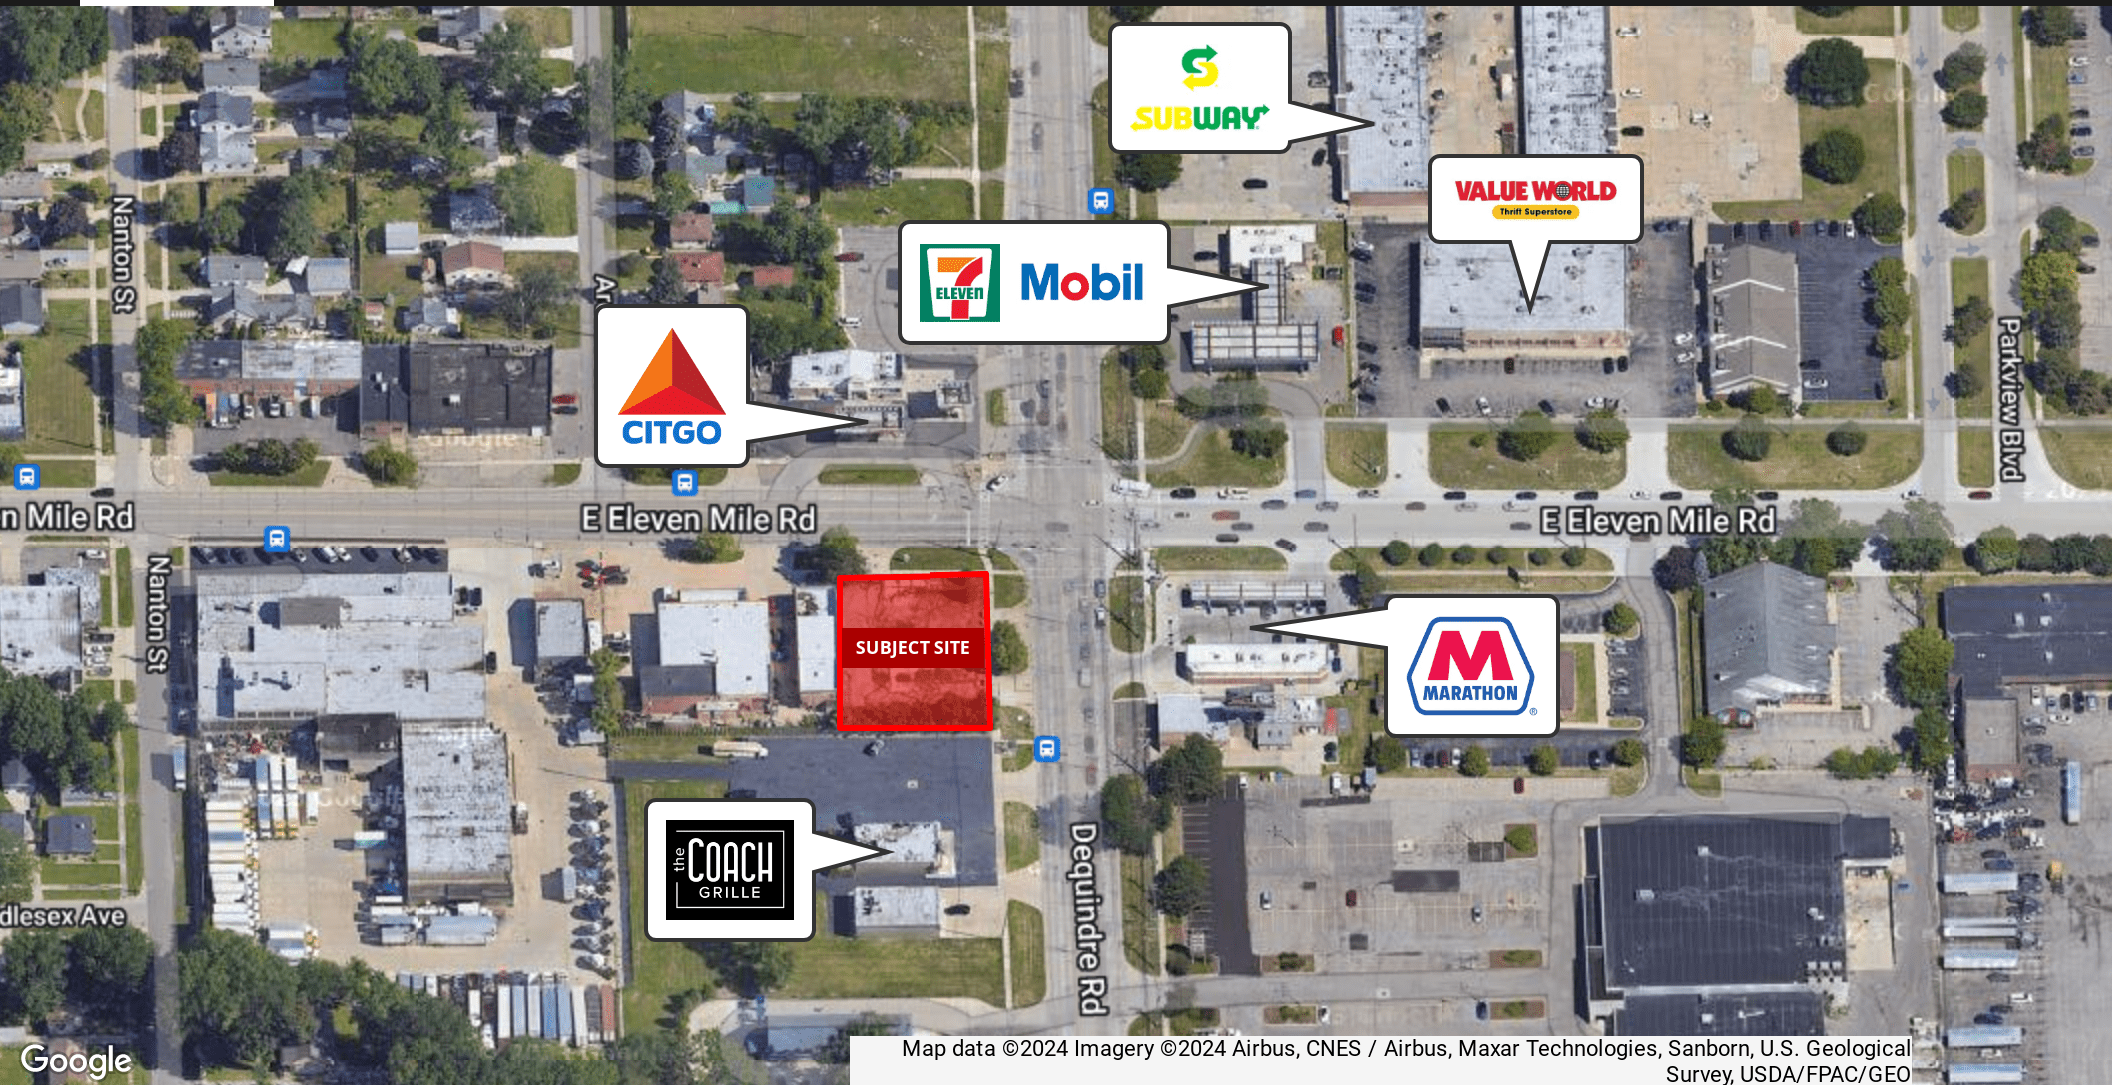 SUBWAY
VALUE WORLD
Thrift Superstore
Nanton St
7
ELEVEN
Mobil
Ar
CITGO
Parkview Blvd
n Mile Rd
E Eleven Mile Rd
E Eleven Mile Rd
Nanton St
SUBJECT SITE
M
MARATHON
®
the
COACH
GRILLE
Dequindre Rd
dlesex Ave
Google
Map data ©2024 Imagery ©2024 Airbus, CNES / Airbus, Maxar Technologies, Sanborn, U.S. Geological
Survey, USDA/FPAC/GEO